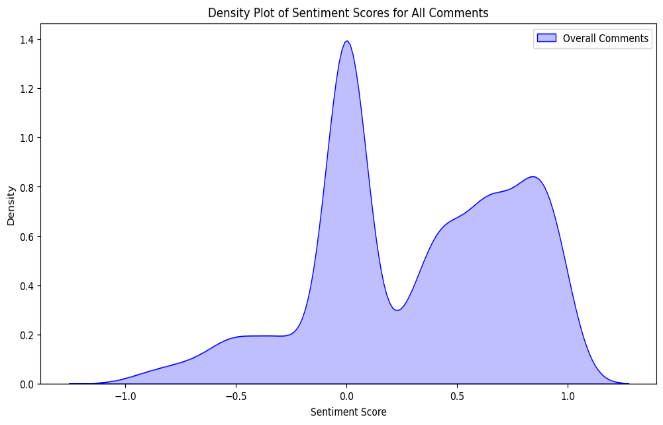 Density Plot of Sentiment Scores for All Comments
Overall Comments
1.4
1.2
1.0
0.8
0.6
0.4
0.2
0.0
Density
−1.0 −0.5 0.0 0.5 1.0
Sentiment Score